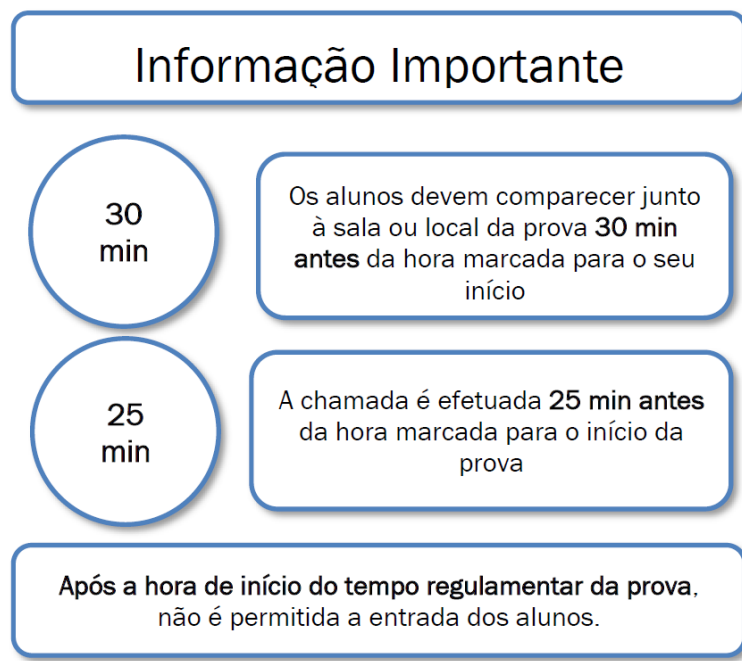 Informação Importante
30
min
Os alunos devem comparecer junto
à sala ou local da prova 30 min
antes da hora marcada para o seu
início
25
min
A chamada é efetuada 25 min antes
da hora marcada para o início da
prova
Após a hora de início do tempo regulamentar da prova,
não é permitida a entrada dos alunos.